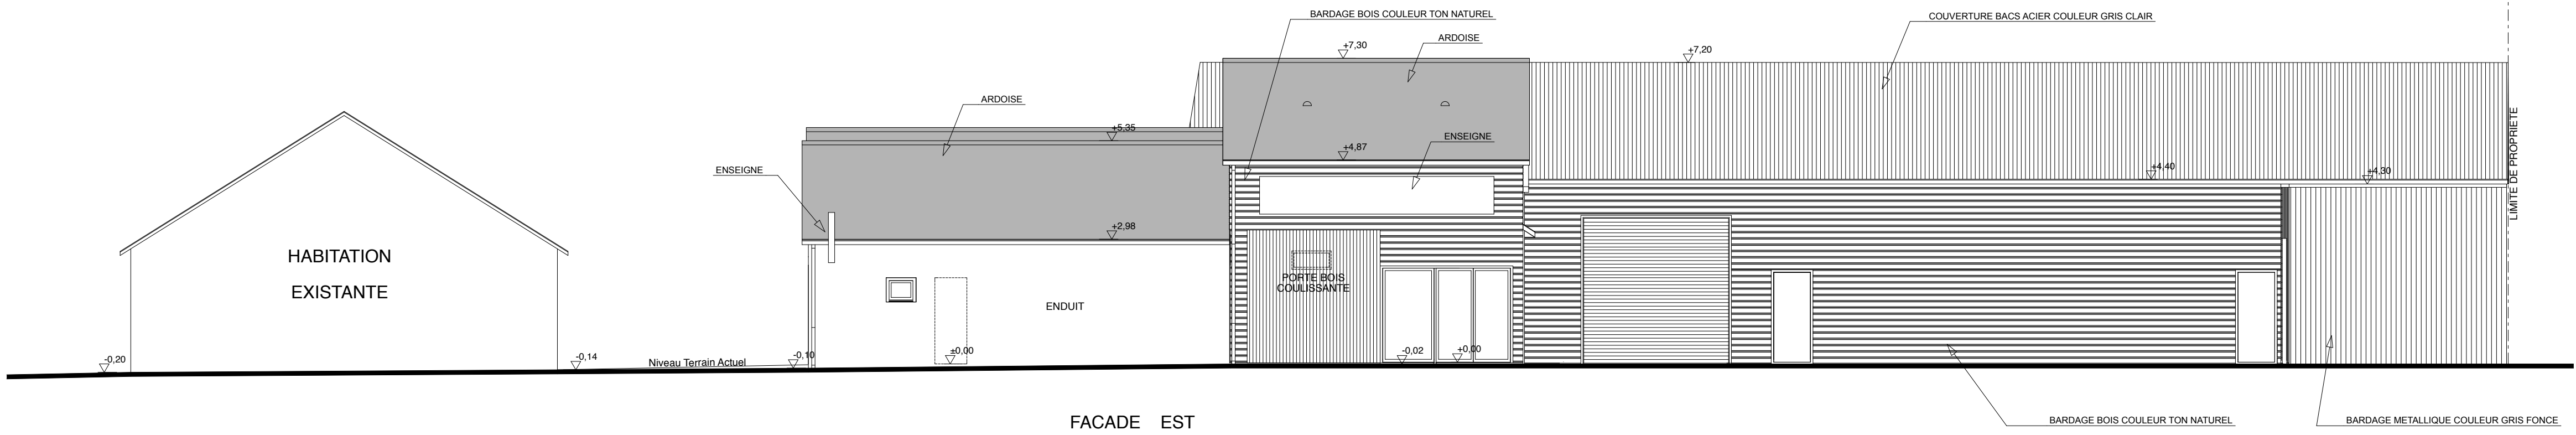 BARDAGE BOIS COULEUR TON NATUREL
COUVERTURE BACS ACIER COULEUR GRIS CLAIR
ARDOISE
+7,30
+7,20
ARDOISE
+5,35
ENSEIGNE
+4,87
ENSEIGNE
+4,40
+4,30
LIMITE DE PROPRIETE
+2,98
HABITATION
EXISTANTE
PORTE BOIS
COULISSANTE
ENDUIT
-0,20
-0,14
Niveau Terrain Actuel
-0,10
±0,00
-0,02
+0,00
FACADE EST
BARDAGE BOIS COULEUR TON NATUREL
BARDAGE METALLIQUE COULEUR GRIS FONCE